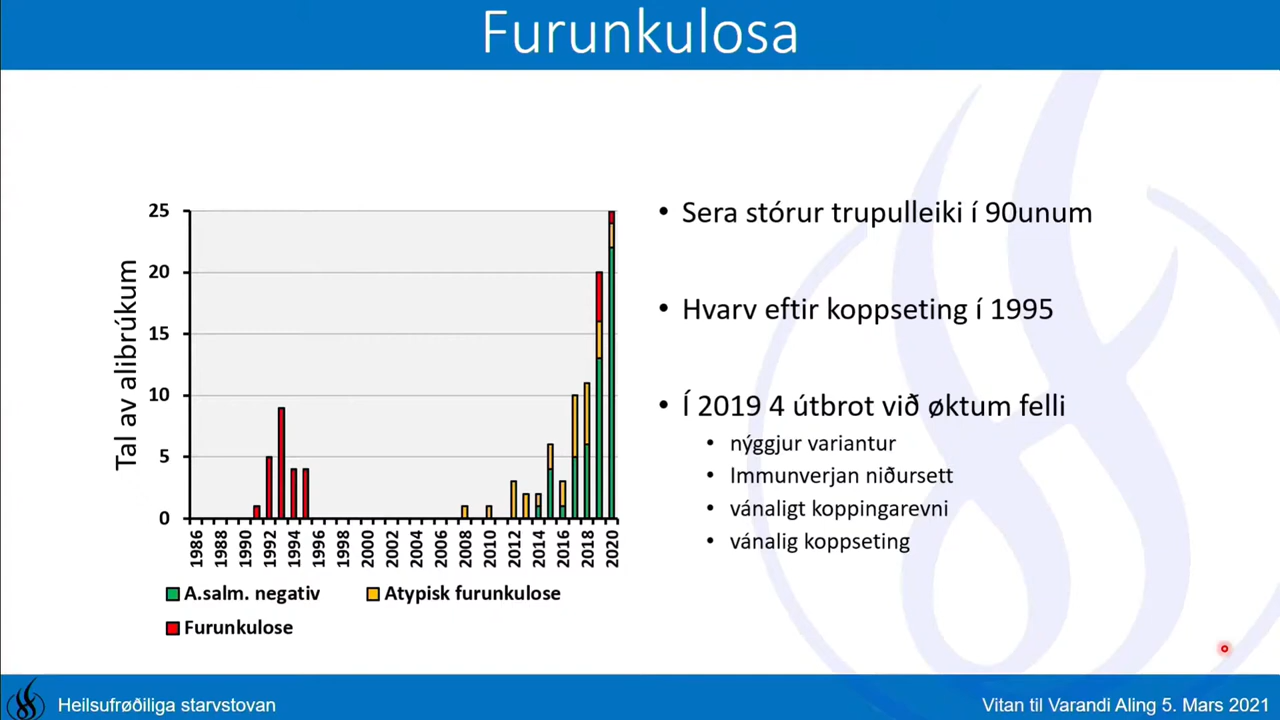 Furunkulosa
25
20
15
10
5
0
Tal av alibrúkum
1986
1988
1990
1992
1994
1996
1998
2000
2002
2004
2006
2008
2010
2012
2014
2016
2018
2020
A.salm. negativ
Atypisk furunkulose
Furunkulose
• Sera stórur trupulleiki í 90unum
• Hvarv eftir koppseting í 1995
• Í 2019 4 útbrot við øktum felli
• nýggjur variantur
• Immunverjan niðursett
• vánaligt koppingarevni
• vánalig koppseting
Heilsufrøðiliga starvstovan
Vitan til Varandi Aling 5. Mars 2021